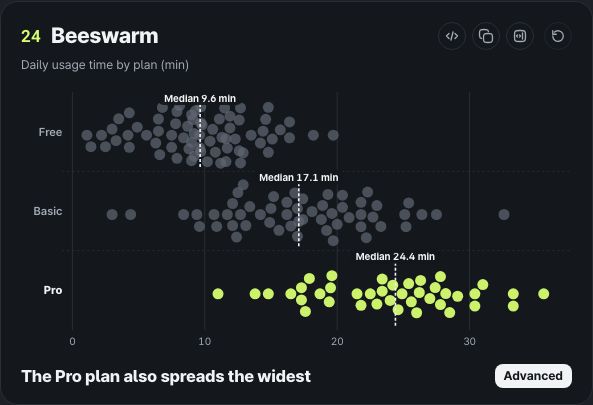 24 Beeswarm
Daily usage time by plan (min)
Median 9.6 min
Free
Median 17.1 min
Basic
Median 24.4 min
Pro
0 10 20 30
The Pro plan also spreads the widest
Advanced